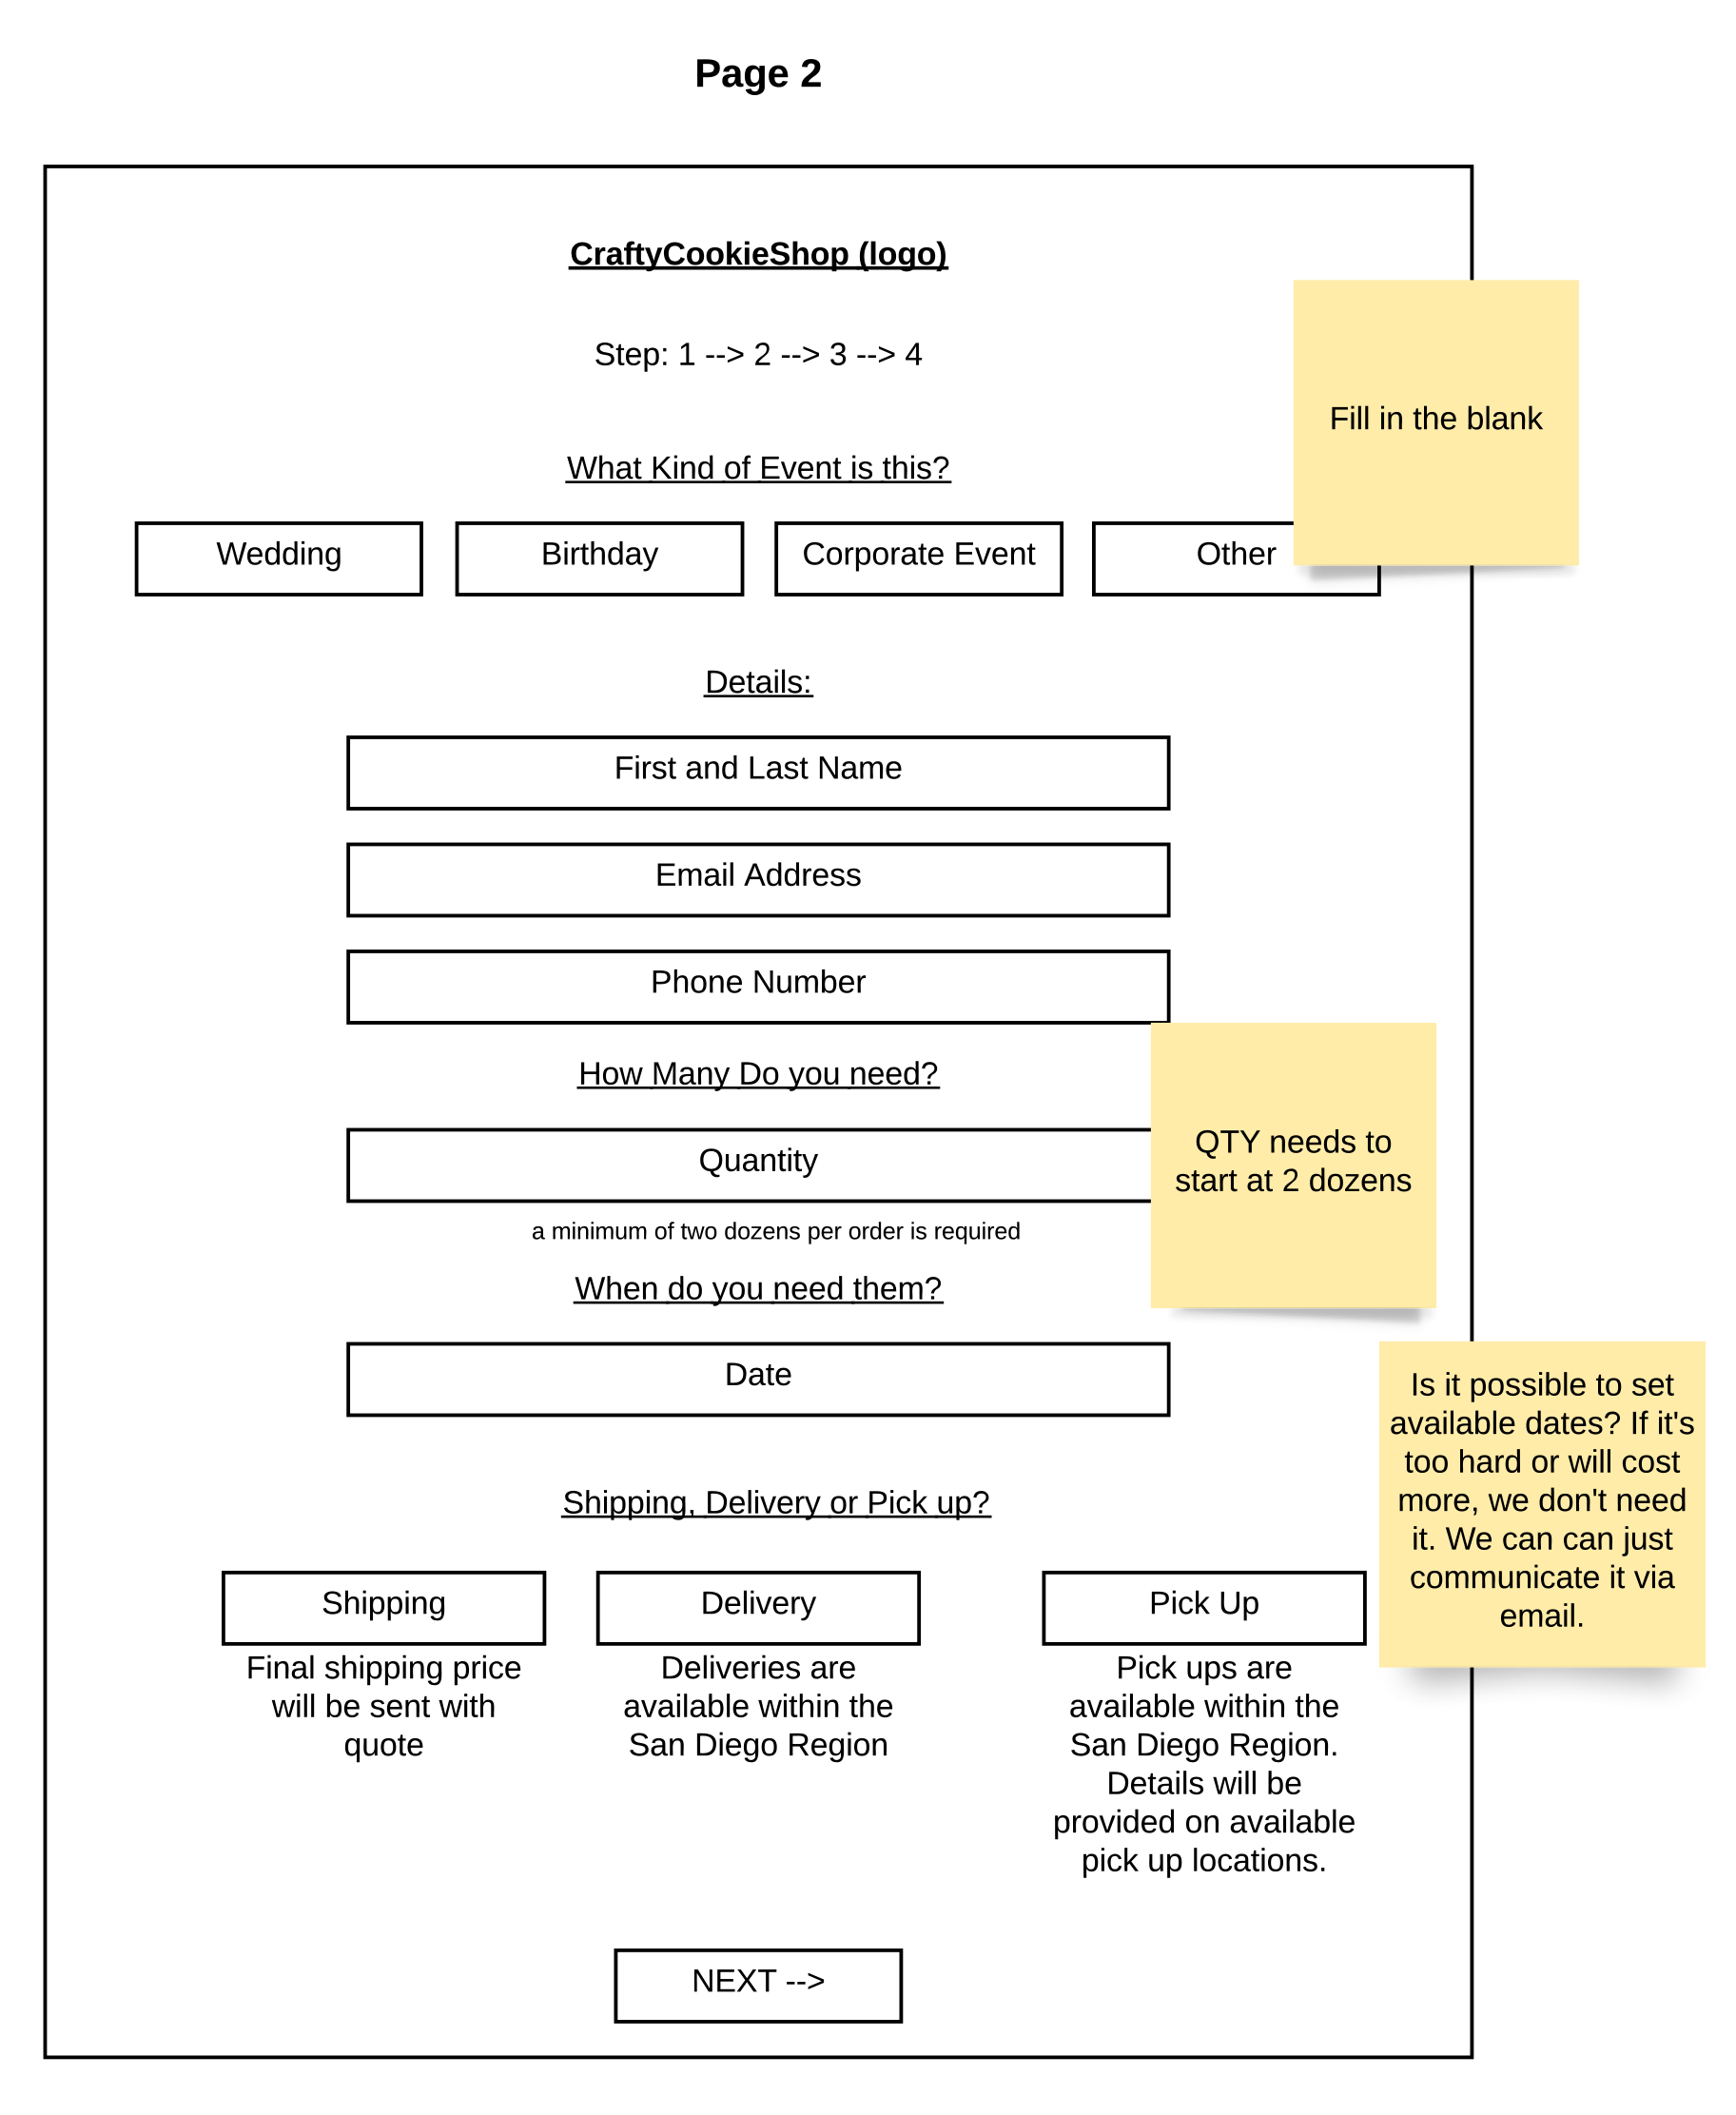 Page 2
CraftyCookieShop (logo)
Step: 1 --> 2 --> 3 --> 4
Fill in the blank
What Kind of Event is this?
Wedding
Birthday
Corporate Event
Other
Details:
First and Last Name
Email Address
Phone Number
How Many Do you need?
Quantity
QTY needs to
start at 2 dozens
a minimum of two dozens per order is required
When do you need them?
Date
Is it possible to set
available dates? If it's
too hard or will cost
more, we don't need
it. We can can just
communicate it via
email.
Shipping, Delivery or Pick up?
Shipping
Final shipping price
will be sent with
quote
Delivery
Deliveries are
available within the
San Diego Region
Pick Up
Pick ups are
available within the
San Diego Region.
Details will be
provided on available
pick up locations.
NEXT -->